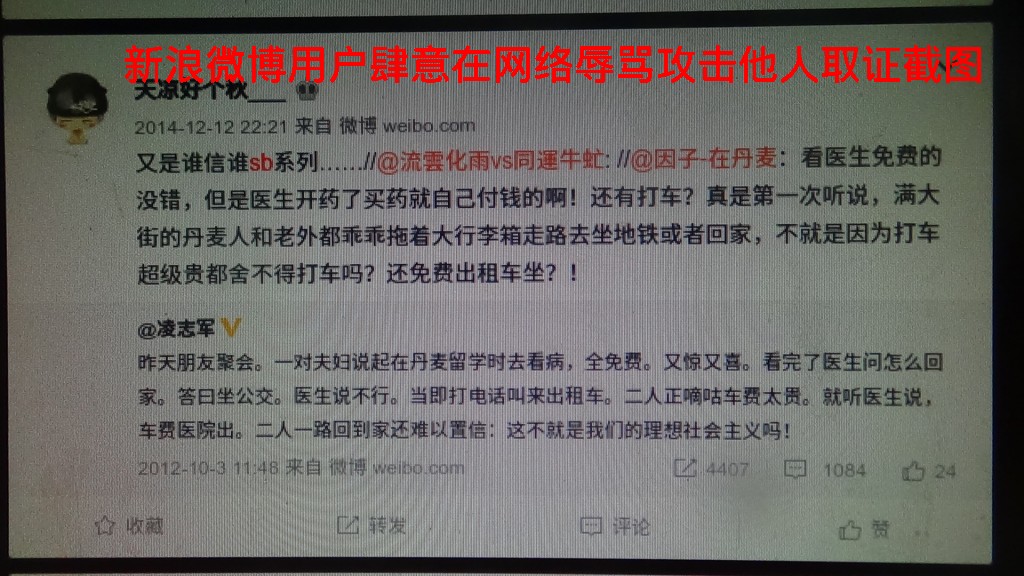 新浪微博用户肆意在网络辱骂攻击他人取证截图
天凉好个秋___
2014-12-12 22:21 来自 微博 weibo.com
又是谁信谁sb系列……//@流雲化雨vs同運牛虻: //@因子-在丹麦：看医生免费的
没错，但是医生开药了买药就自己付钱的啊！还有打车？真是第一次听说，满大
街的丹麦人和老外都乖乖拖着大行李箱走路去坐地铁或者回家，不就是因为打车
超级贵都舍不得打车吗？还免费出租车坐？！
@凌志军
昨天朋友聚会。一对夫妇说起在丹麦留学时去看病，全免费。又惊又喜。看完了医生问怎么回
家。答曰坐公交。医生说不行。当即打电话叫来出租车。二人正嘀咕车费太贵。就听医生说，
车费医院出。二人一路回到家还难以置信：这不就是我们的理想社会主义吗！
2012-10-3 11:48 来自 微博 weibo.com 4407 1084 24
收藏 转发 评论 赞